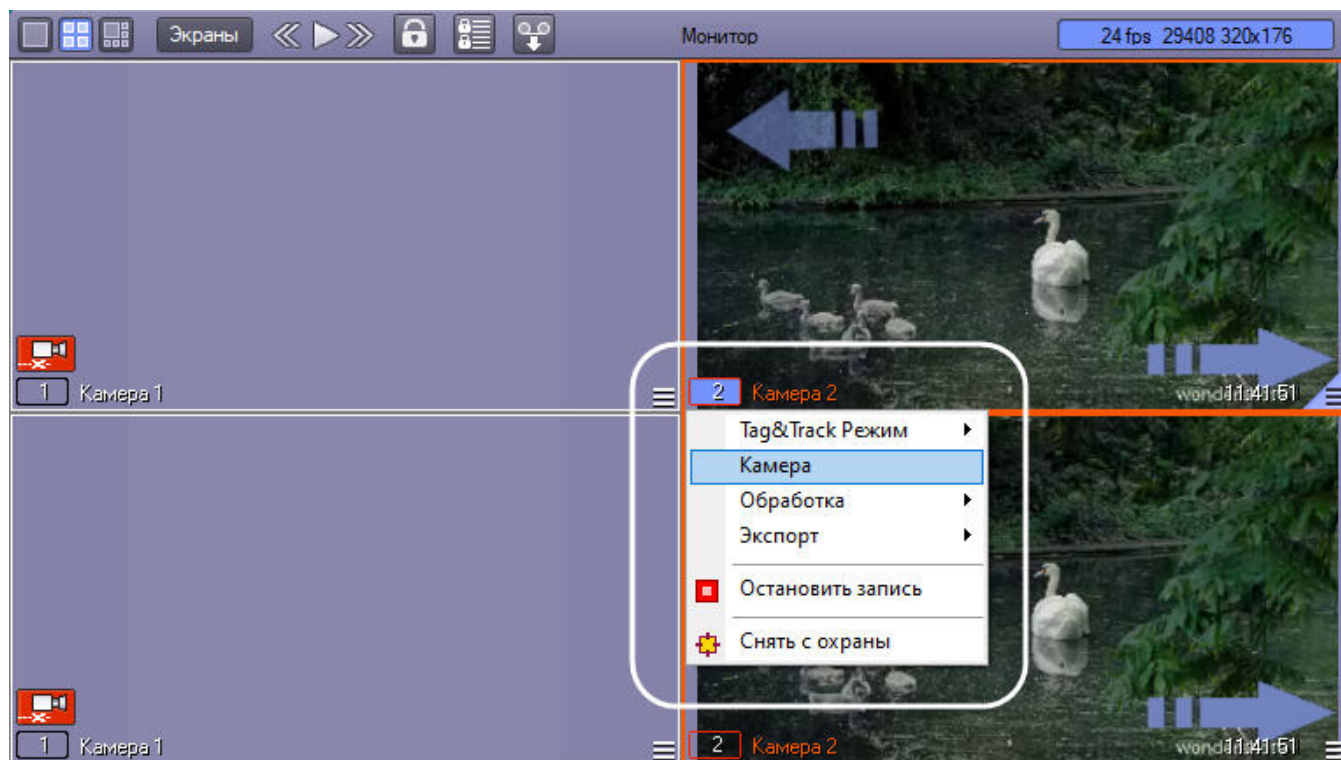 Экраны
Монитор
24 fps 29408 320x176
1 Камера 1
2 Камера 2
11:41:51
Tag&Track Режим
Камера
Обработка
Экспорт
Остановить запись
Снять с охраны
1 Камера 1
2 Камера 2
11:41:51